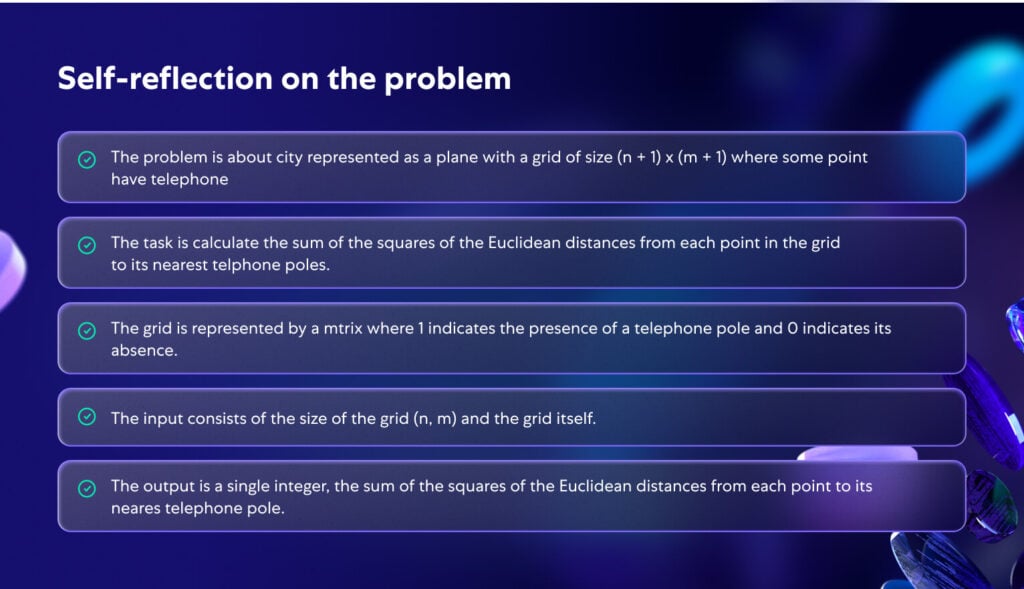 Self-reflection on the problem
The problem is about city represented as a plane with a grid of size (n + 1) x (m + 1) where some point
have telephone
The task is calculate the sum of the squares of the Euclidean distances from each point in the grid
to its nearest telphone poles.
The grid is represented by a mtrix where 1 indicates the presence of a telephone pole and 0 indicates its
absence.
The input consists of the size of the grid (n, m) and the grid itself.
The output is a single integer, the sum of the squares of the Euclidean distances from each point to its
neares telephone pole.